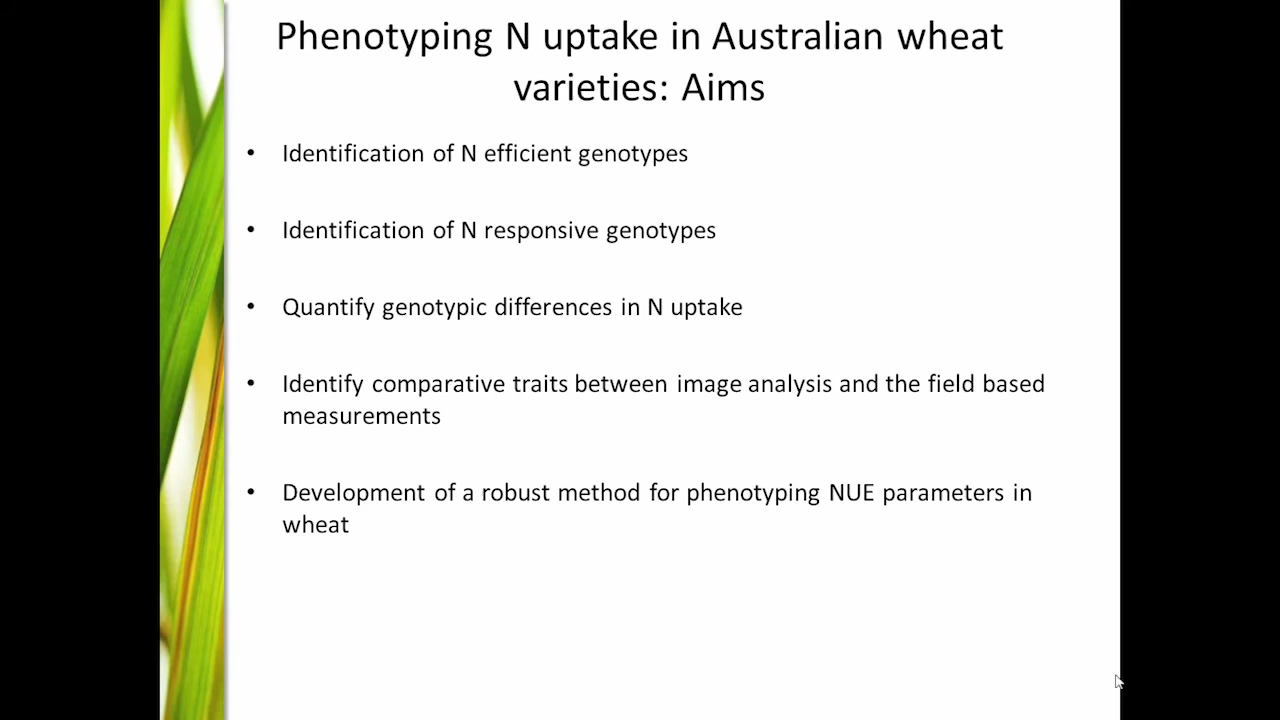 Phenotyping N uptake in Australian wheat
varieties: Aims
• Identification of N efficient genotypes
• Identification of N responsive genotypes
• Quantify genotypic differences in N uptake
• Identify comparative traits between image analysis and the field based
measurements
• Development of a robust method for phenotyping NUE parameters in
wheat